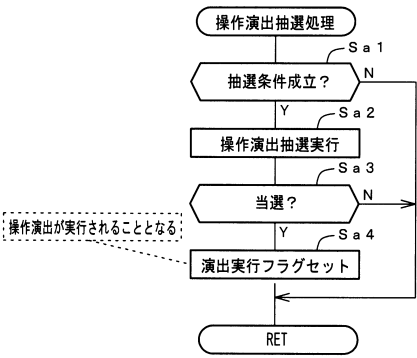 操作演出抽選処理
Ｓａ１
抽選条件成立？
Ｎ
Ｙ
Ｓａ２
操作演出抽選実行
Ｓａ３
当選？
Ｎ
Ｙ
操作演出が実行されることとなる
Ｓａ４
演出実行フラグセット
RET